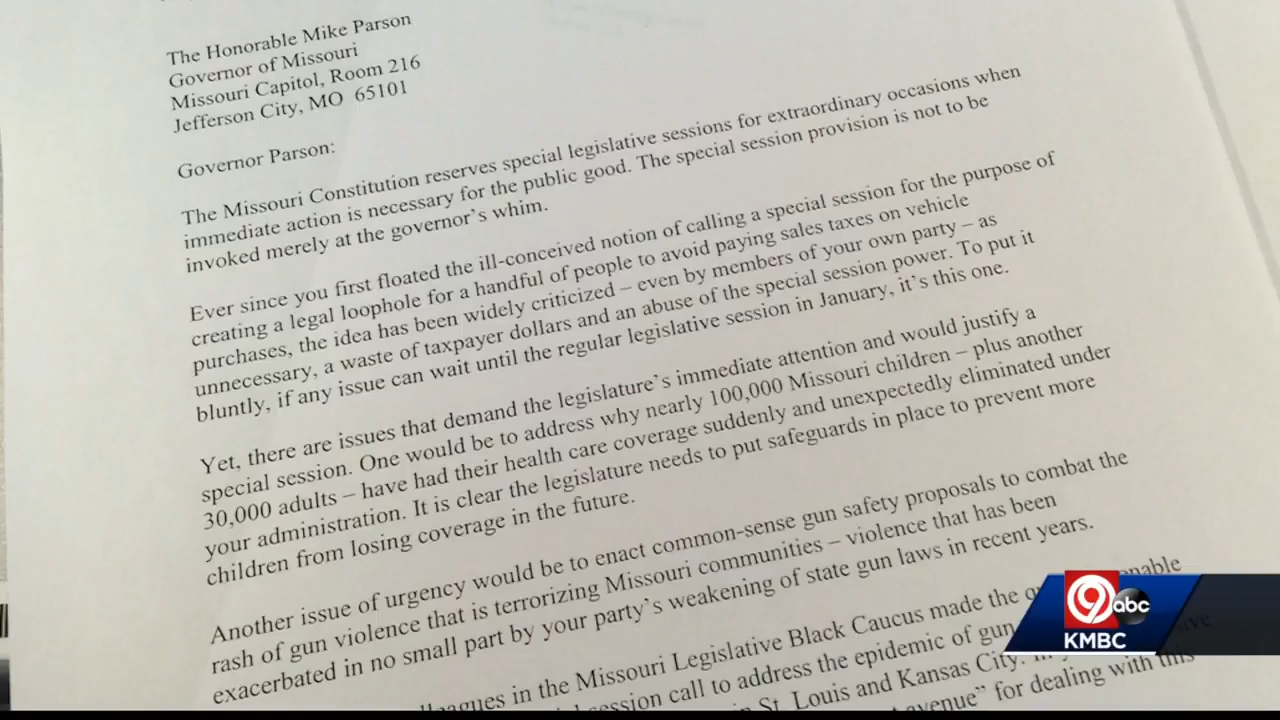 The Honorable Mike Parson
Governor of Missouri
Missouri Capitol, Room 216
Jefferson City, MO 65101
Governor Parson:
The Missouri Constitution reserves special legislative sessions for extraordinary occasions when
immediate action is necessary for the public good. The special session provision is not to be
invoked merely at the governor's whim.
Ever since you first floated the ill-conceived notion of calling a special session for the purpose of
creating a legal loophole for a handful of people to avoid paying sales taxes on vehicle
purchases, the idea has been widely criticized – even by members of your own party – as
unnecessary, a waste of taxpayer dollars and an abuse of the special session power. To put it
bluntly, if any issue can wait until the regular legislative session in January, it's this one.
Yet, there are issues that demand the legislature's immediate attention and would justify a
special session. One would be to address why nearly 100,000 Missouri children – plus another
30,000 adults – have had their health care coverage suddenly and unexpectedly eliminated under
your administration. It is clear the legislature needs to put safeguards in place to prevent more
children from losing coverage in the future.
Another issue of urgency would be to enact common-sense gun safety proposals to combat the
rash of gun violence that is terrorizing Missouri communities – violence that has been
exacerbated in no small part by your party's weakening of state gun laws in recent years.
in the Missouri Legislative Black Caucus made the
session call to address the epidemic of gun
in St. Louis and Kansas City.
avenue" for dealing with this
9 abc
KMBC